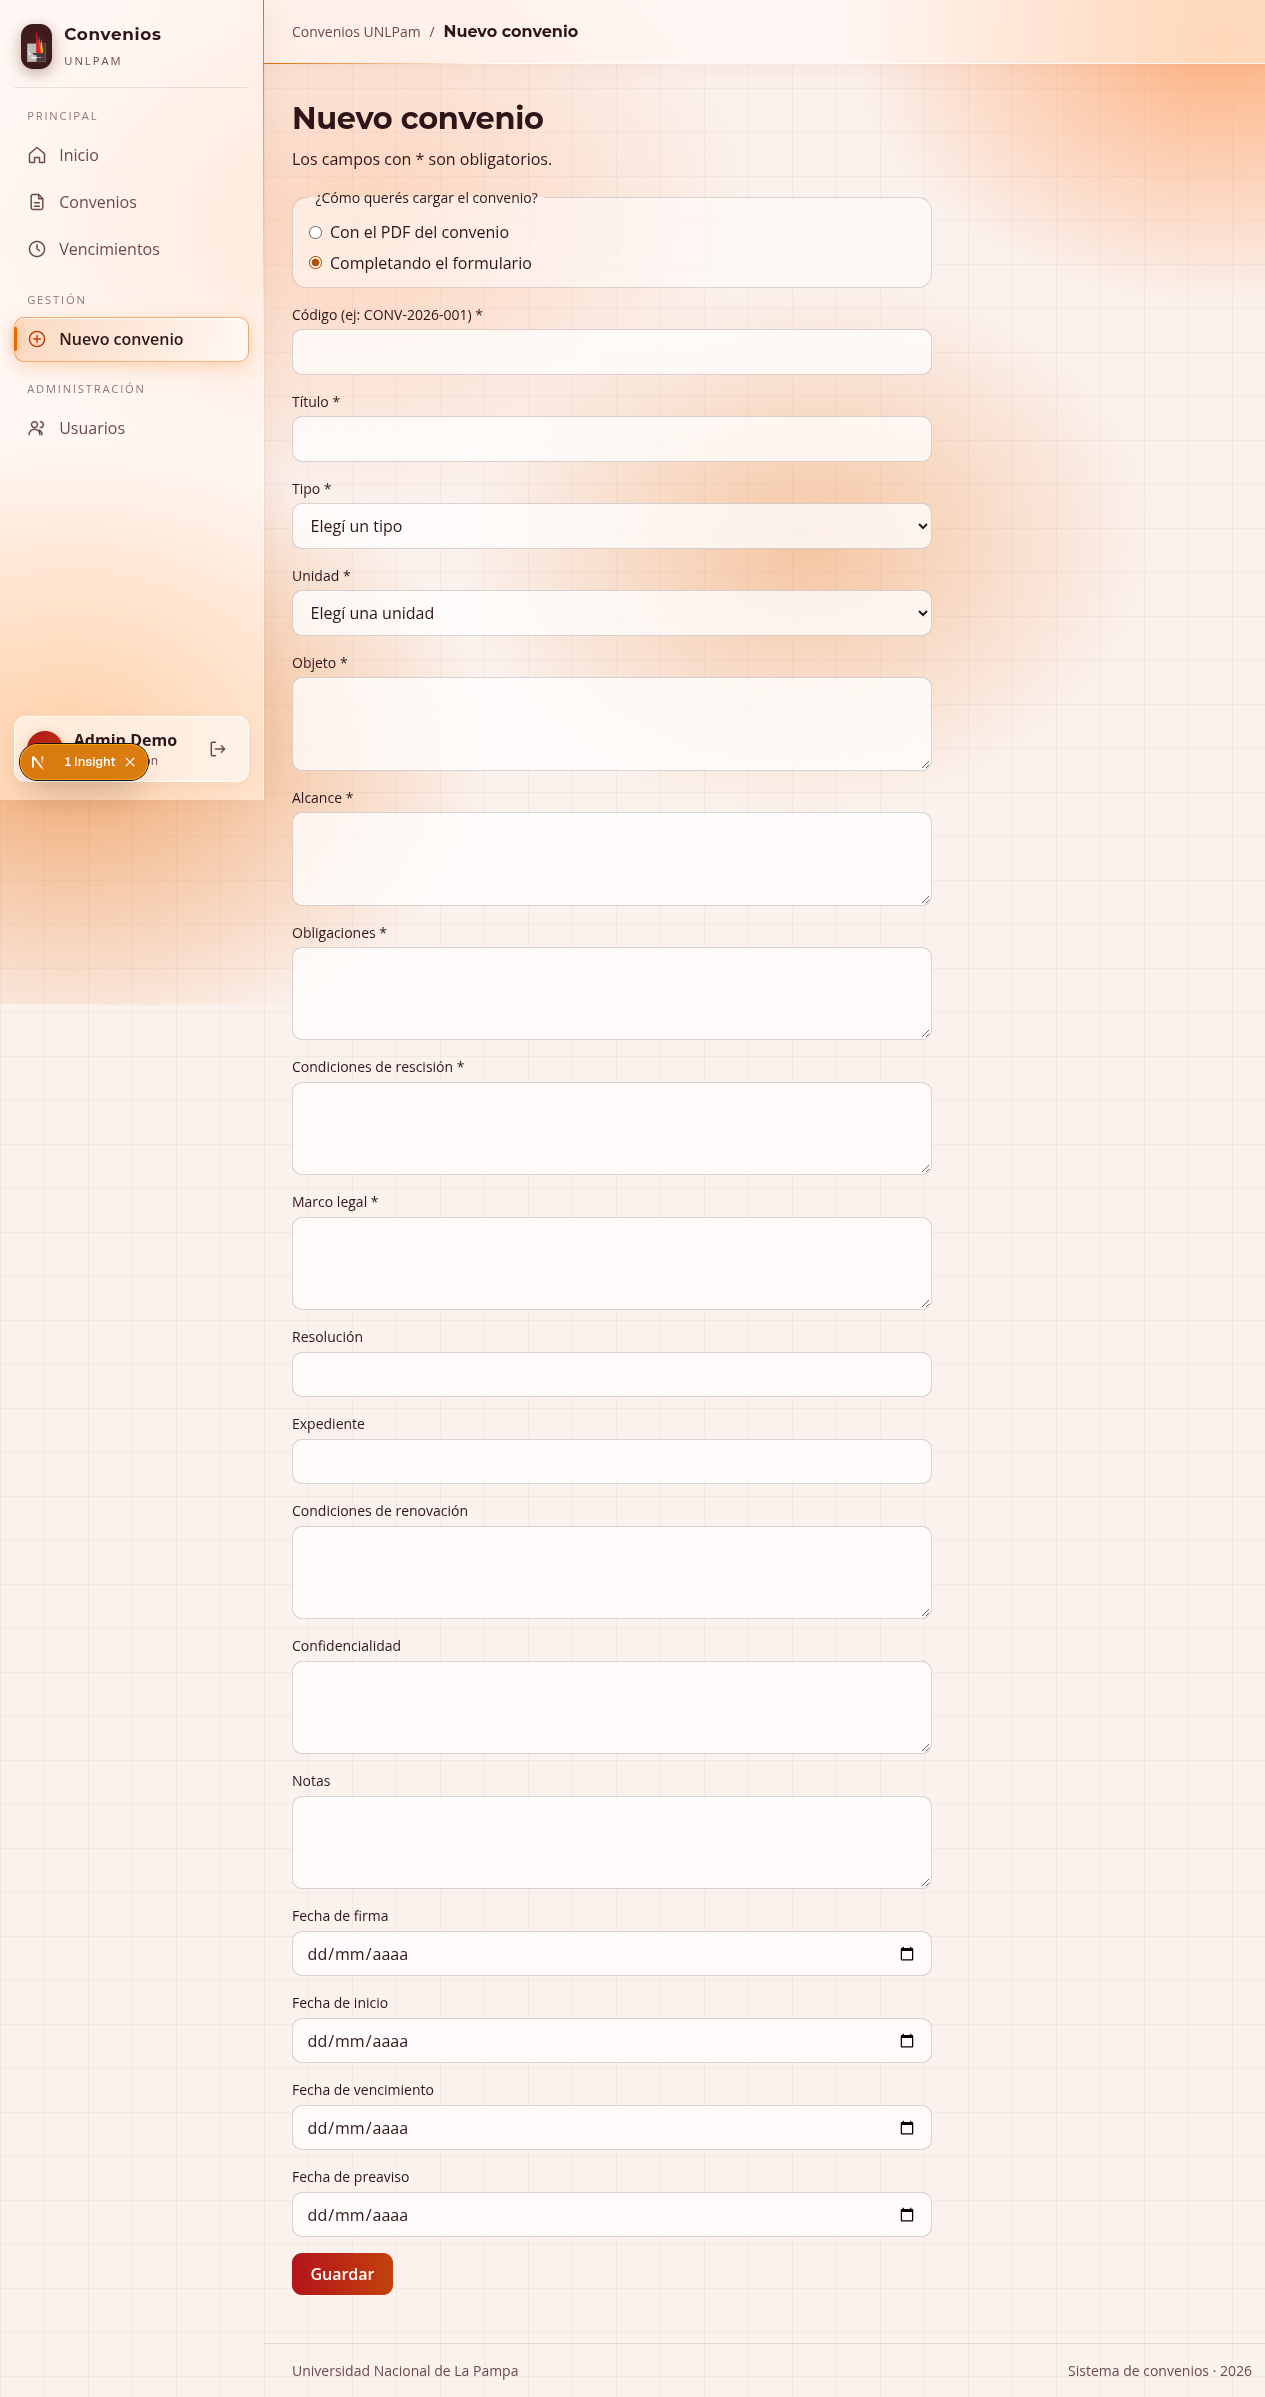 Convenios
UNLPAM
PRINCIPAL
Inicio
Convenios
Vencimientos
GESTIÓN
Nuevo convenio
ADMINISTRACIÓN
Usuarios
Admin Demo
1 Insight
Convenios UNLPam / Nuevo convenio
Nuevo convenio
Los campos con * son obligatorios.
¿Cómo querés cargar el convenio?
Con el PDF del convenio
Completando el formulario
Código (ej: CONV-2026-001) *
Título *
Tipo *
Elegí un tipo
Unidad *
Elegí una unidad
Objeto *
Alcance *
Obligaciones *
Condiciones de rescisión *
Marco legal *
Resolución
Expediente
Condiciones de renovación
Confidencialidad
Notas
Fecha de firma
dd/mm/aaaa
Fecha de inicio
dd/mm/aaaa
Fecha de vencimiento
dd/mm/aaaa
Fecha de preaviso
dd/mm/aaaa
Guardar
Universidad Nacional de La Pampa
Sistema de convenios · 2026